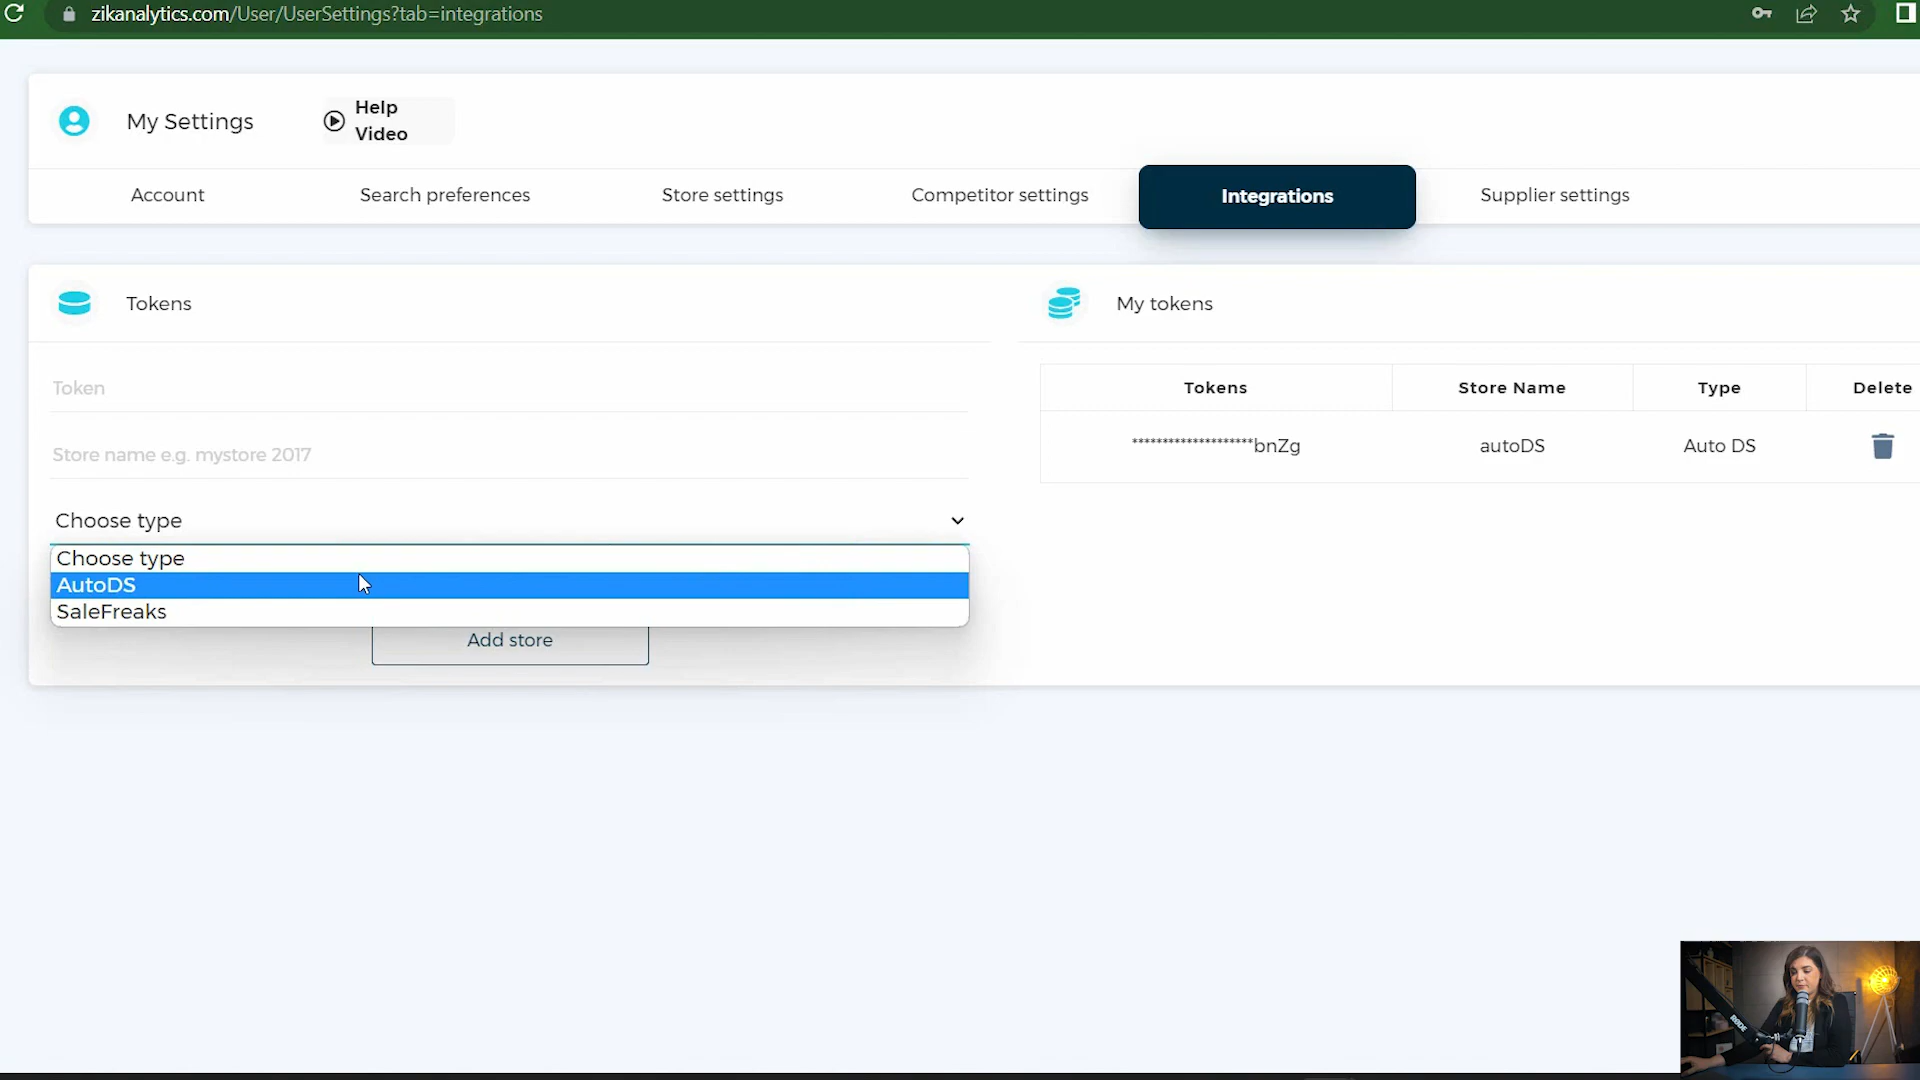 zikanalytics.com/User/UserSettings?tab=integrations
My Settings
Help
Video
Account
Search preferences
Store settings
Competitor settings
Integrations
Supplier settings
Tokens
Token
Store name e.g. mystore 2017
Choose type
Choose type
AutoDS
SaleFreaks
Add store
My tokens
Tokens Store Name Type Delete
********************bnZg autoDS Auto DS
RØDE